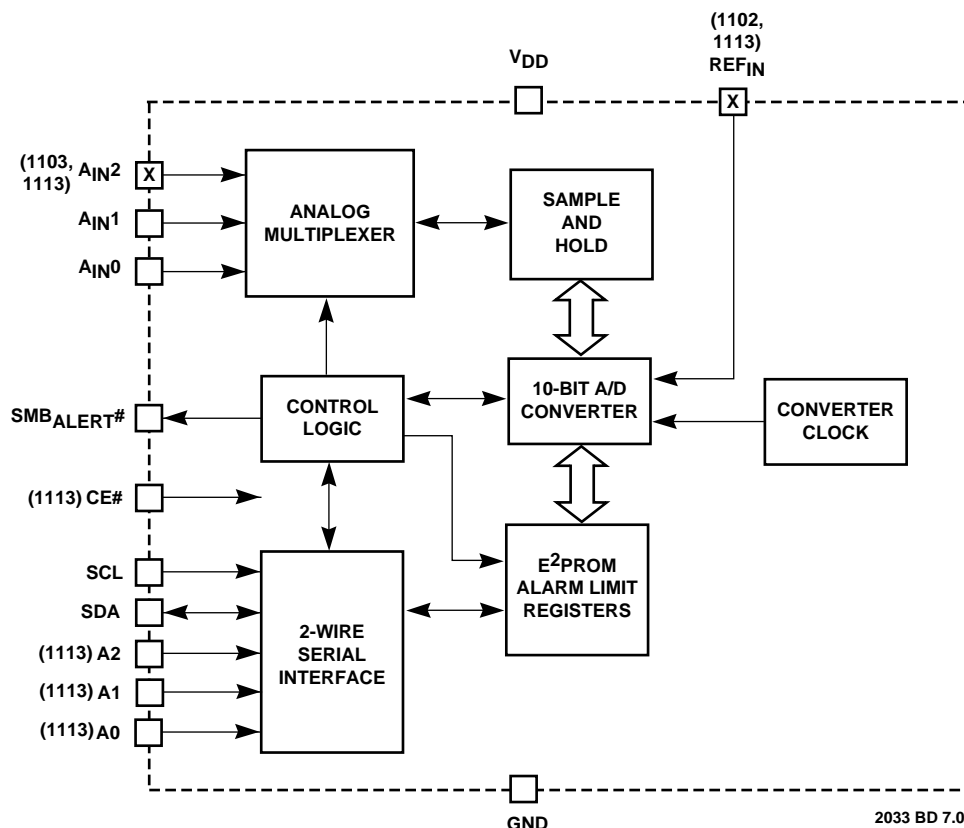 (1102,
1113)
REFIN
VDD
X
(1103,
1113) AIN2
X
AIN1
AIN0
ANALOG
MULTIPLEXER
SAMPLE
AND
HOLD
SMBALERT#
CONTROL
LOGIC
10-BIT A/D
CONVERTER
CONVERTER
CLOCK
(1113) CE#
SCL
SDA
(1113) A2
(1113) A1
(1113) A0
2-WIRE
SERIAL
INTERFACE
E2PROM
ALARM LIMIT
REGISTERS
GND
2033 BD 7.0